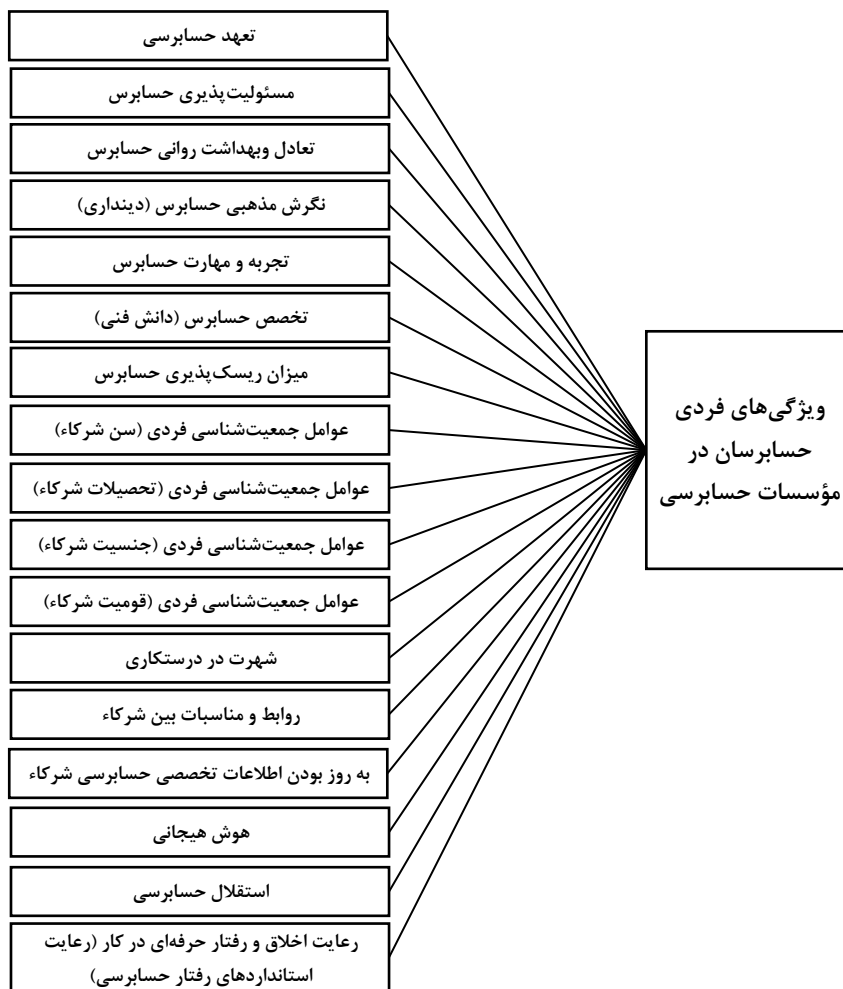 تعهد حسابرسی
مسئولیت‌پذیری حسابرس
تعادل وبهداشت روانی حسابرس
نگرش مذهبی حسابرس (دینداری)
تجربه و مهارت حسابرس
تخصص حسابرس (دانش فنی)
میزان ریسک‌پذیری حسابرس
عوامل جمعیت‌شناسی فردی (سن شرکاء)
عوامل جمعیت‌شناسی فردی (تحصیلات شرکاء)
عوامل جمعیت‌شناسی فردی (جنسیت شرکاء)
عوامل جمعیت‌شناسی فردی (قومیت شرکاء)
شهرت در درستکاری
روابط و مناسبات بین شرکاء
به روز بودن اطلاعات تخصصی حسابرسی شرکاء
هوش هیجانی
استقلال حسابرسی
رعایت اخلاق و رفتار حرفه‌ای در کار (رعایت
استانداردهای رفتار حسابرسی)
ویژگی‌های فردی
حسابرسان در
مؤسسات حسابرسی